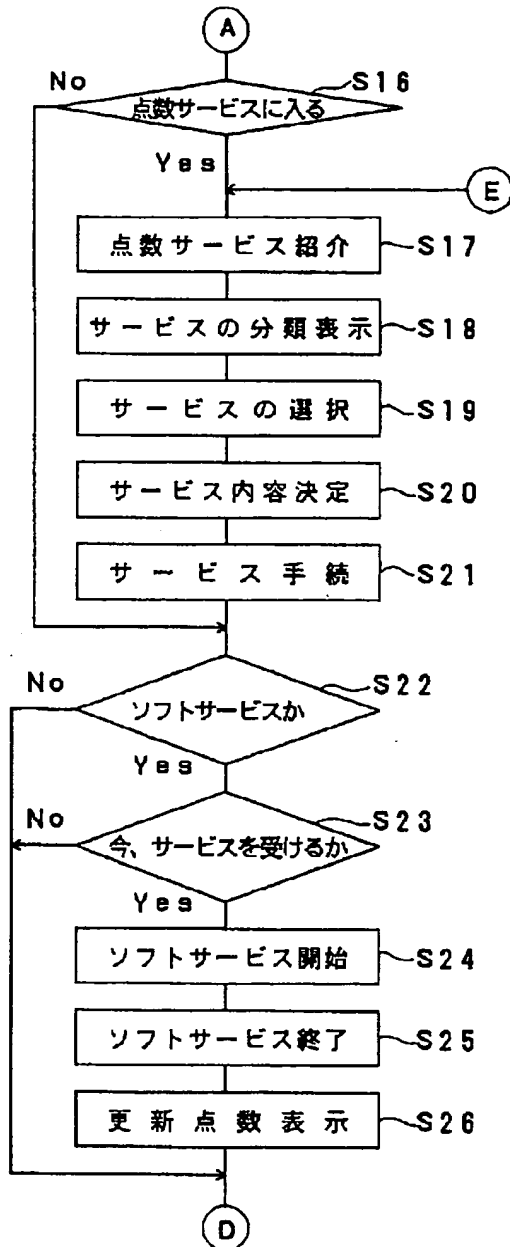 A
No
S16
点数サービスに入る
Yes
E
点数サービス紹介
S17
サービスの分類表示
S18
サービスの選択
S19
サービス内容決定
S20
サービス手続
S21
No
S22
ソフトサービスか
Yes
No
S23
今、サービスを受けるか
Yes
ソフトサービス開始
S24
ソフトサービス終了
S25
更新点数表示
S26
D